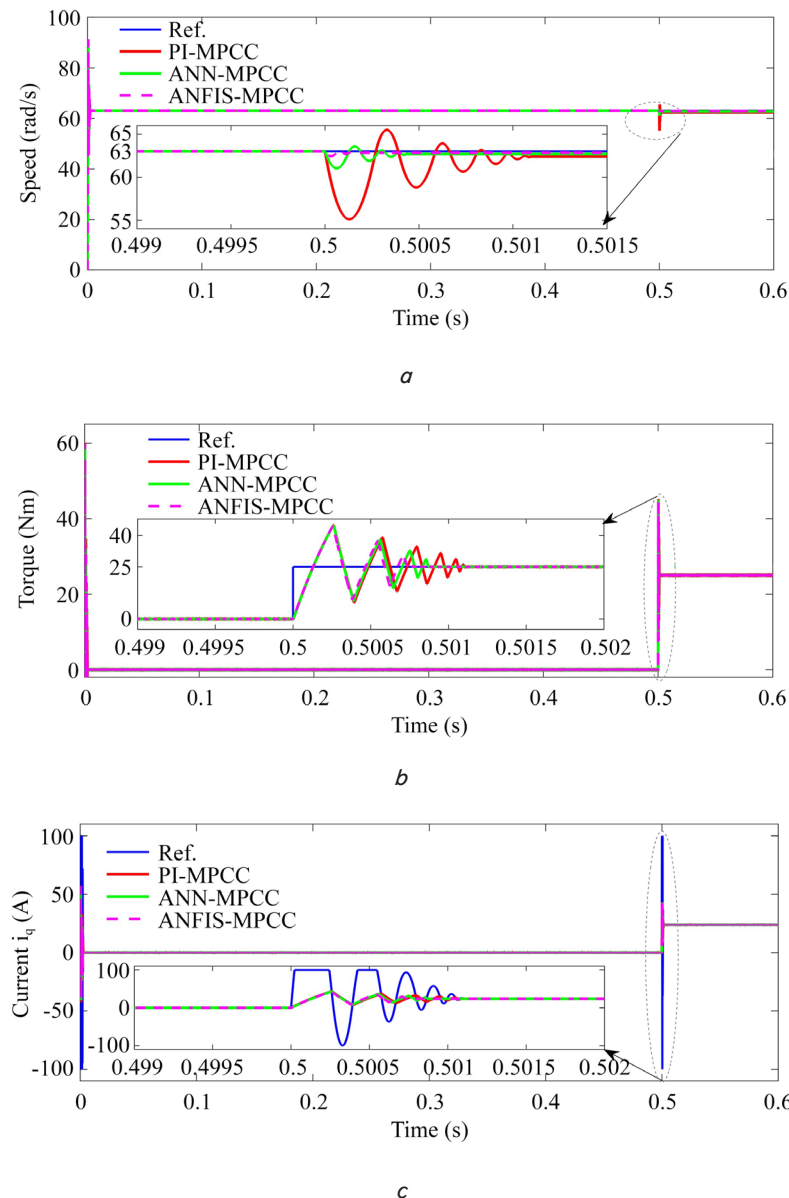 100
80
60
40
20
0
Speed (rad/s)
Ref.
PI-MPCC
ANN-MPCC
ANFIS-MPCC
65
63
55
0.499 0.4995 0.5 0.5005 0.501 0.5015
0 0.1 0.2 0.3 0.4 0.5 0.6
Time (s)
a
60
40
20
0
Torque (Nm)
Ref.
PI-MPCC
ANN-MPCC
ANFIS-MPCC
40
25
0
0.499 0.4995 0.5 0.5005 0.501 0.5015 0.502
0 0.1 0.2 0.3 0.4 0.5 0.6
Time (s)
b
100
50
0
-50
-100
Current iq (A)
Ref.
PI-MPCC
ANN-MPCC
ANFIS-MPCC
100
0
-100
0.499 0.4995 0.5 0.5005 0.501 0.5015 0.502
0 0.1 0.2 0.3 0.4 0.5 0.6
Time (s)
c